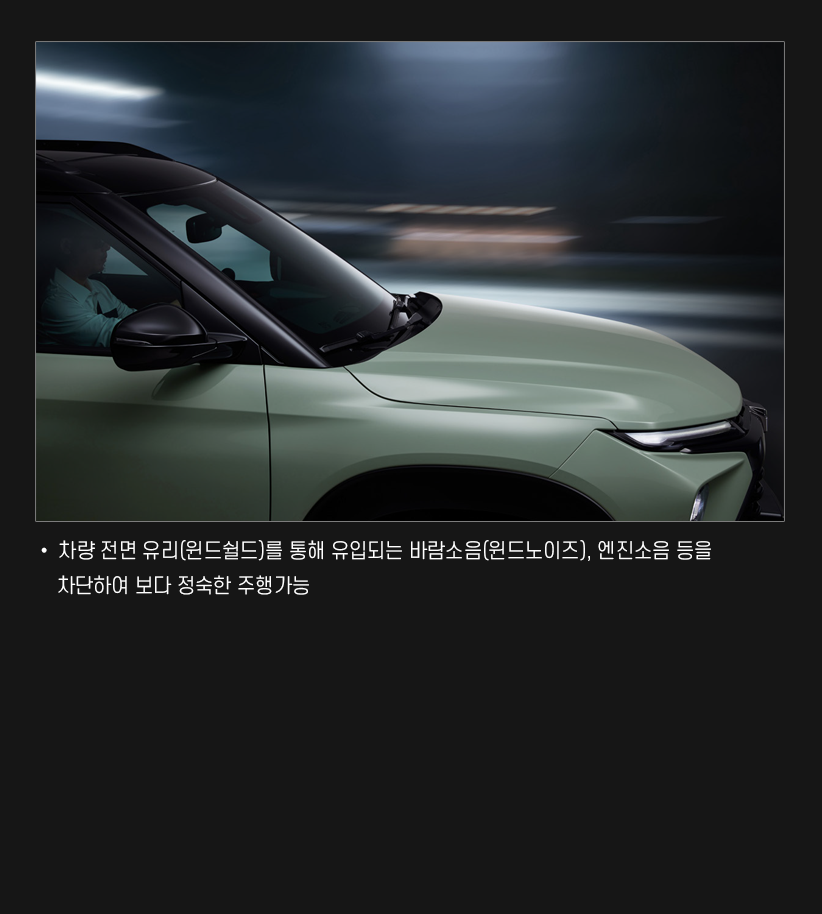 • 차량 전면 유리(윈드쉴드)를 통해 유입되는 바람소음(윈드노이즈), 엔진소음 등을
차단하여 보다 정숙한 주행가능